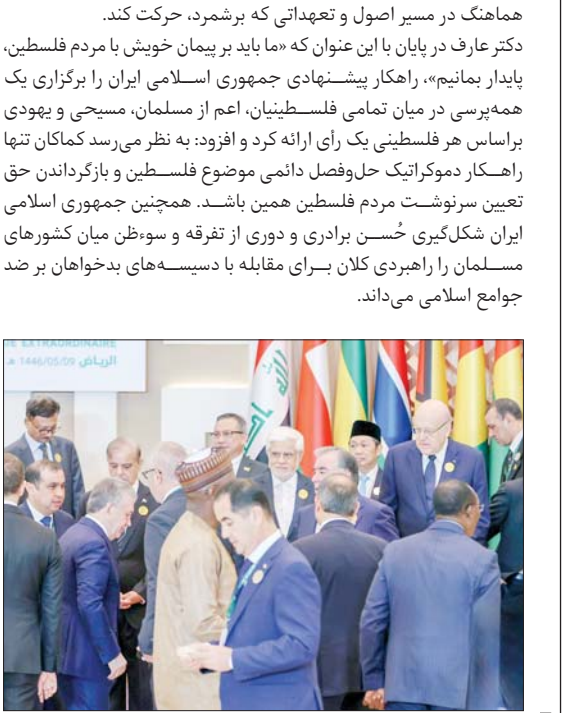 هماهنگ در مسیر اصول و تعهداتی که برشمرد، حرکت کند.
دکتر عارف در پایان با این عنوان که «ما باید بر پیمان خویش با مردم فلسطین،
پایدار بمانیم»، راهکار پیشنهادی جمهوری اسلامی ایران را برگزاری یک
همه‌پرسی در میان تمامی فلسطینیان، اعم از مسلمان، مسیحی و یهودی
براساس هر فلسطینی یک رأی ارائه کرد و افزود: به نظر می‌رسد کماکان تنها
راهکار دموکراتیک حل‌وفصل دائمی موضوع فلسطین و بازگرداندن حق
تعیین سرنوشت مردم فلسطین همین باشد. همچنین جمهوری اسلامی
ایران شکل‌گیری حُسن برادری و دوری از تفرقه و سوءظن میان کشورهای
مسلمان را راهبردی کلان برای مقابله با دسیسه‌های بدخواهان بر ضد
جوامع اسلامی می‌داند.
E EXTRAORDINAIRE
الرياض 1446/05/09 هـ